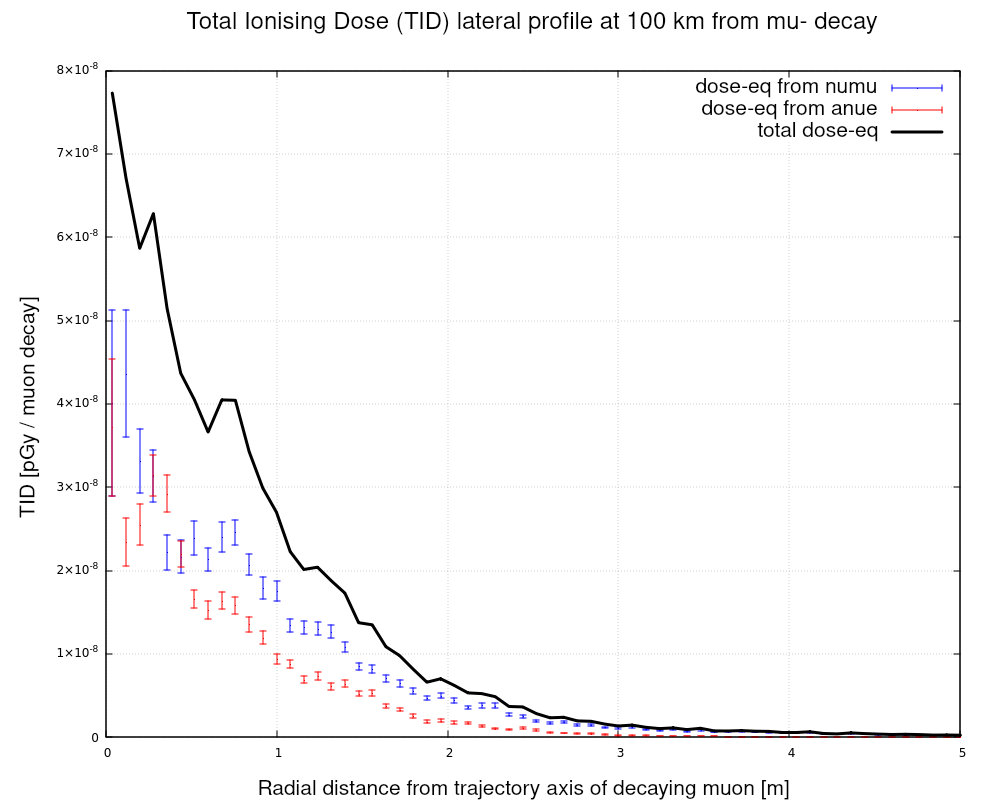 Total Ionising Dose (TID) lateral profile at 100 km from mu- decay
dose-eq from numu
dose-eq from anue
total dose-eq
TID [pGy / muon decay]
8×10⁻⁸
7×10⁻⁸
6×10⁻⁸
5×10⁻⁸
4×10⁻⁸
3×10⁻⁸
2×10⁻⁸
1×10⁻⁸
0
0 1 2 3 4 5
Radial distance from trajectory axis of decaying muon [m]